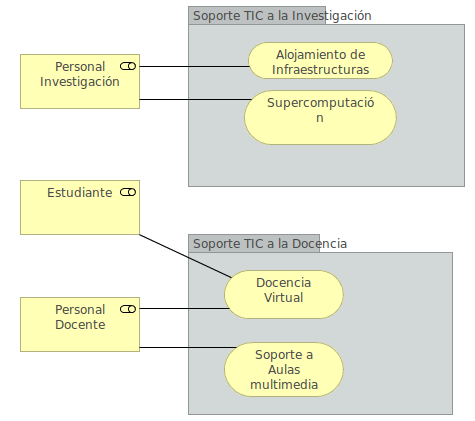 Soporte TIC a la Investigación
Personal
Investigación
Alojamiento de
Infraestructuras
Supercomputació
n
Estudiante
Soporte TIC a la Docencia
Docencia
Virtual
Personal
Docente
Soporte a
Aulas
multimedia